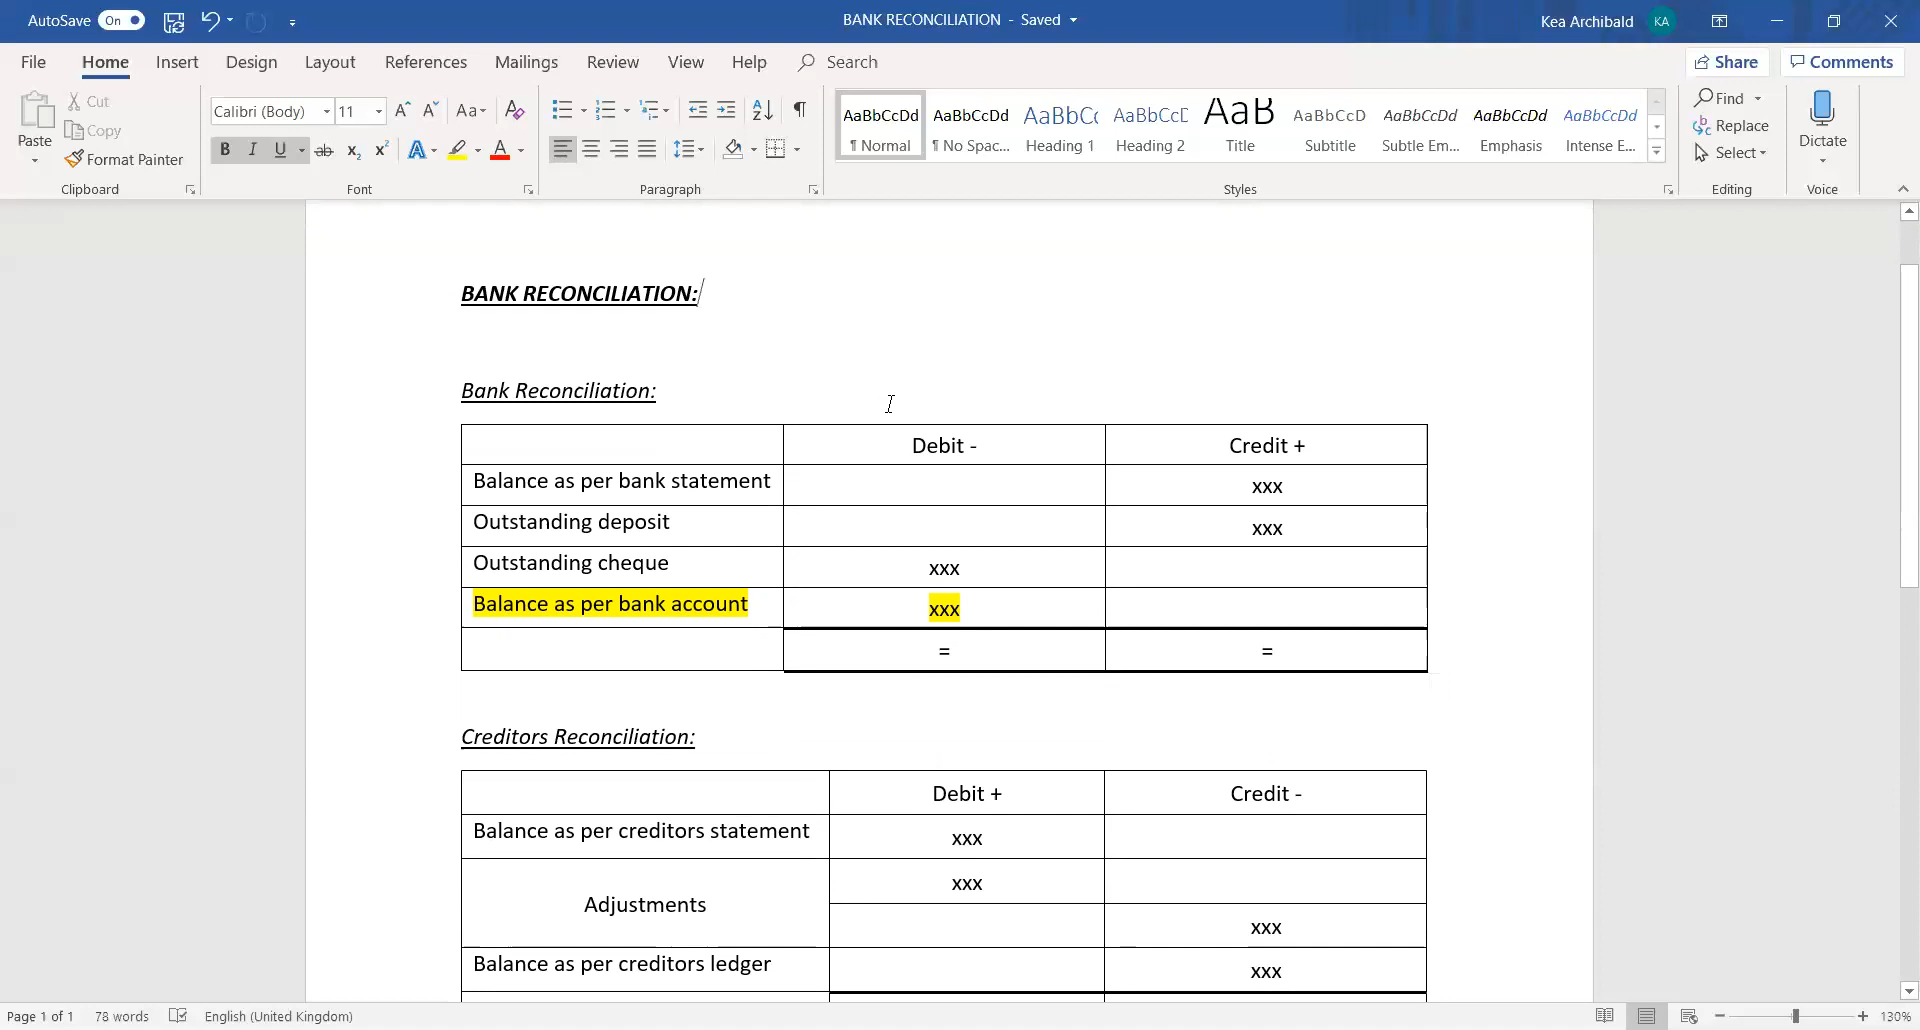 AutoSave On BANK RECONCILIATION - Saved Kea Archibald KA
File Home Insert Design Layout References Mailings Review View Help Search Share Comments
Paste Cut Copy Format Painter
Clipboard
Calibri (Body) 11 Aa
B I U ab x₂ x² A A
Font
Paragraph
AaBbCcDd AaBbCcDd AaBbCc AaBbCcC AaB AaBbCcD AaBbCcDd AaBbCcDd AaBbCcDd
¶ Normal ¶ No Spac... Heading 1 Heading 2 Title Subtitle Subtle Em... Emphasis Intense E...
Styles
Find
Replace
Select
Editing
Dictate
Voice
BANK RECONCILIATION:
Bank Reconciliation:
Debit - Credit +
Balance as per bank statement xxx
Outstanding deposit xxx
Outstanding cheque xxx
Balance as per bank account xxx
= =
Creditors Reconciliation:
Debit + Credit -
Balance as per creditors statement xxx
Adjustments xxx
xxx
Balance as per creditors ledger xxx
Page 1 of 1 78 words English (United Kingdom) 130%